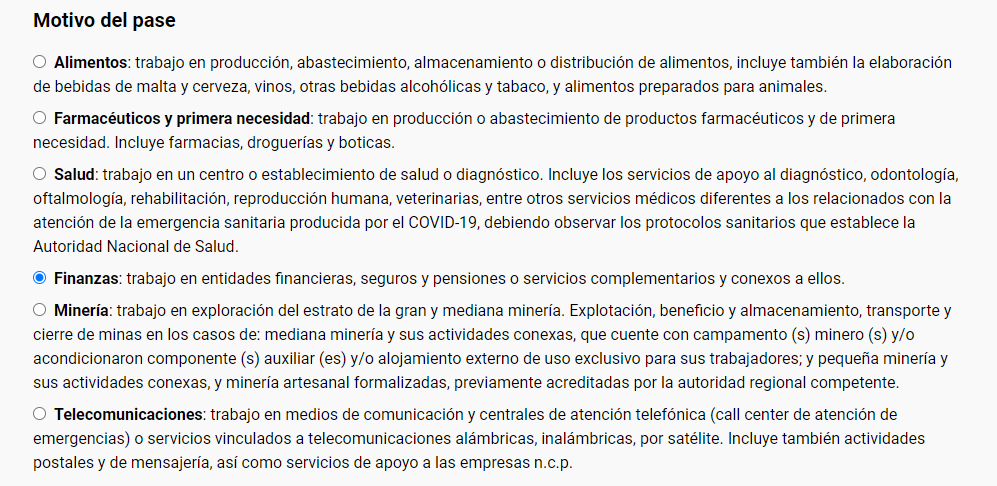 Motivo del pase
Alimentos: trabajo en producción, abastecimiento, almacenamiento o distribución de alimentos, incluye también la elaboración
de bebidas de malta y cerveza, vinos, otras bebidas alcohólicas y tabaco, y alimentos preparados para animales.
Farmacéuticos y primera necesidad: trabajo en producción o abastecimiento de productos farmacéuticos y de primera
necesidad. Incluye farmacias, droguerías y boticas.
Salud: trabajo en un centro o establecimiento de salud o diagnóstico. Incluye los servicios de apoyo al diagnóstico, odontología,
oftalmología, rehabilitación, reproducción humana, veterinarias, entre otros servicios médicos diferentes a los relacionados con la
atención de la emergencia sanitaria producida por el COVID-19, debiendo observar los protocolos sanitarios que establece la
Autoridad Nacional de Salud.
Finanzas: trabajo en entidades financieras, seguros y pensiones o servicios complementarios y conexos a ellos.
Minería: trabajo en exploración del estrato de la gran y mediana minería. Explotación, beneficio y almacenamiento, transporte y
cierre de minas en los casos de: mediana minería y sus actividades conexas, que cuente con campamento (s) minero (s) y/o
acondicionaron componente (s) auxiliar (es) y/o alojamiento externo de uso exclusivo para sus trabajadores; y pequeña minería y
sus actividades conexas, y minería artesanal formalizadas, previamente acreditadas por la autoridad regional competente.
Telecomunicaciones: trabajo en medios de comunicación y centrales de atención telefónica (call center de atención de
emergencias) o servicios vinculados a telecomunicaciones alámbricas, inalámbricas, por satélite. Incluye también actividades
postales y de mensajería, así como servicios de apoyo a las empresas n.c.p.